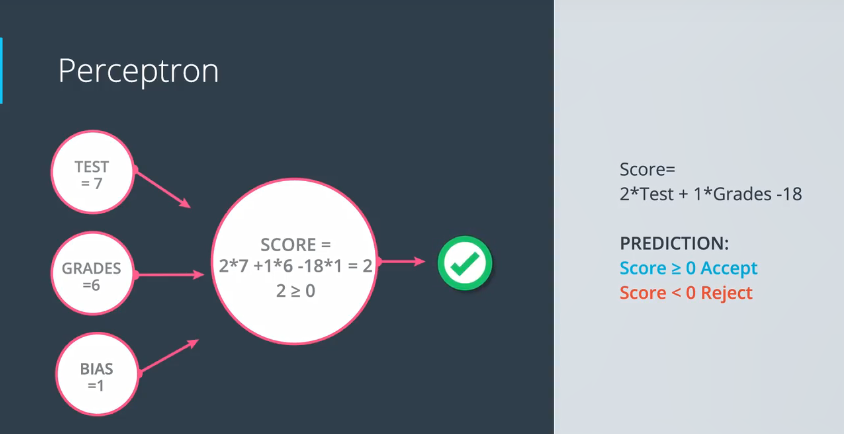 Perceptron
TEST
= 7
GRADES
=6
BIAS
=1
SCORE =
2*7 +1*6 -18*1 = 2
2 ≥ 0
Score=
2*Test + 1*Grades -18
PREDICTION:
Score ≥ 0 Accept
Score < 0 Reject